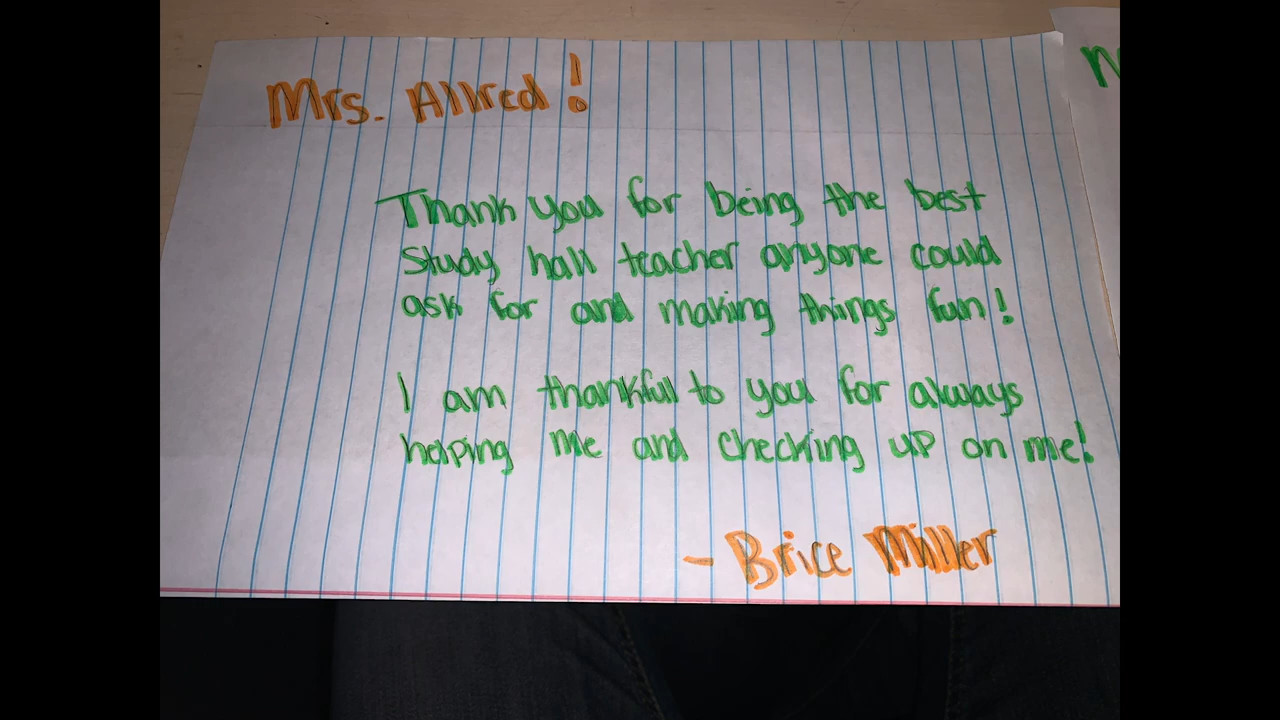 Mrs. Allred!
Thank you for being the best
Study hall teacher anyone could
ask for and making things fun!
I am thankful to you for always
helping me and checking up on me!
- Brice Miller